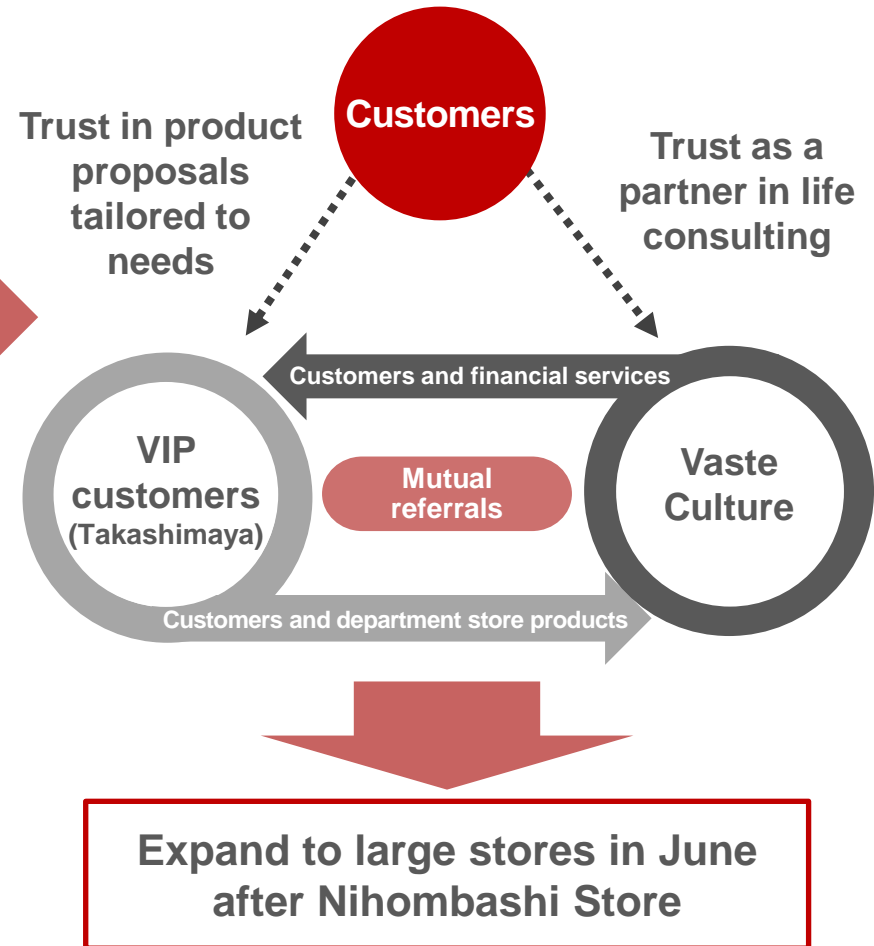 Customers
Trust in product
proposals
tailored to
needs
Trust as a
partner in life
consulting
Customers and financial services
VIP
customers
(Takashimaya)
Mutual
referrals
Vaste
Culture
Customers and department store products
Expand to large stores in June
after Nihombashi Store